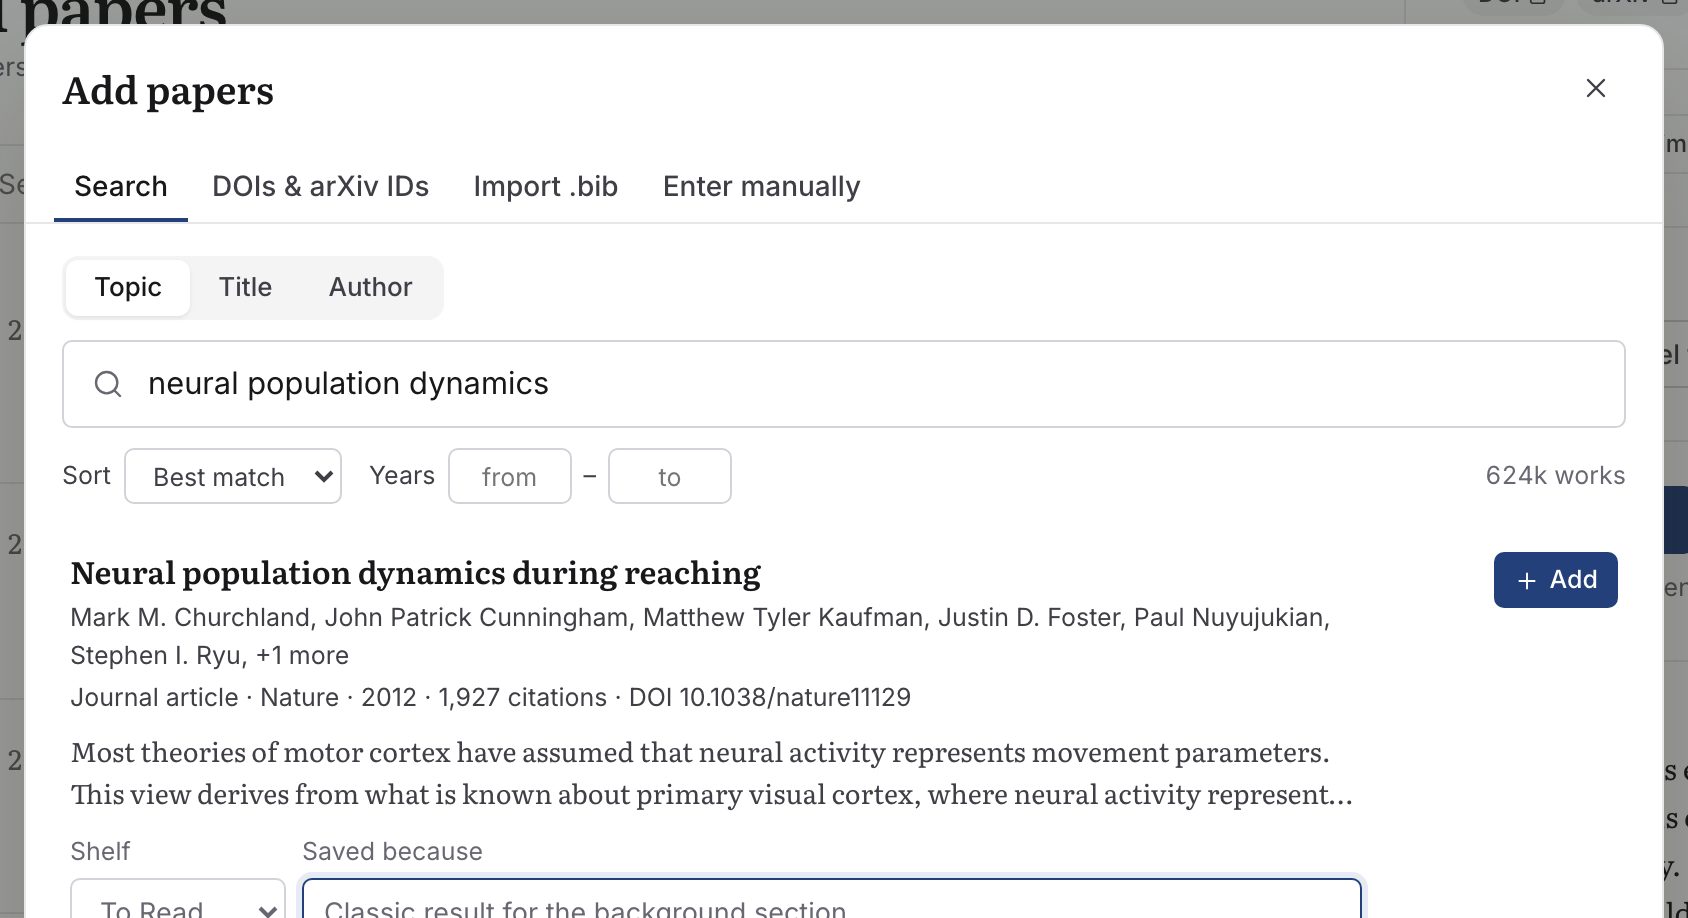 papers
Add papers
Search
DOIs & arXiv IDs
Import .bib
Enter manually
Topic
Title
Author
neural population dynamics
Sort
Best match
Years
from
–
to
624k works
Neural population dynamics during reaching
+ Add
Mark M. Churchland, John Patrick Cunningham, Matthew Tyler Kaufman, Justin D. Foster, Paul Nuyujukian,
Stephen I. Ryu, +1 more
Journal article · Nature · 2012 · 1,927 citations · DOI 10.1038/nature11129
Most theories of motor cortex have assumed that neural activity represents movement parameters.
This view derives from what is known about primary visual cortex, where neural activity represent…
Shelf
Saved because
To Read
Classic result for the background section